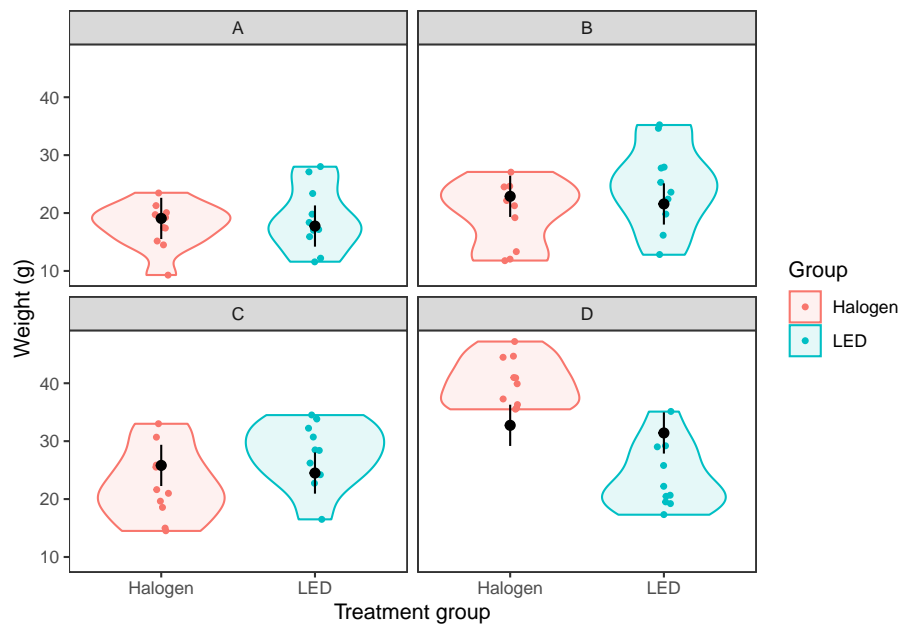 A
B
40
30
20
10
C
D
40
30
20
10
Weight (g)
Halogen
LED
Halogen
LED
Treatment group
Group
Halogen
LED